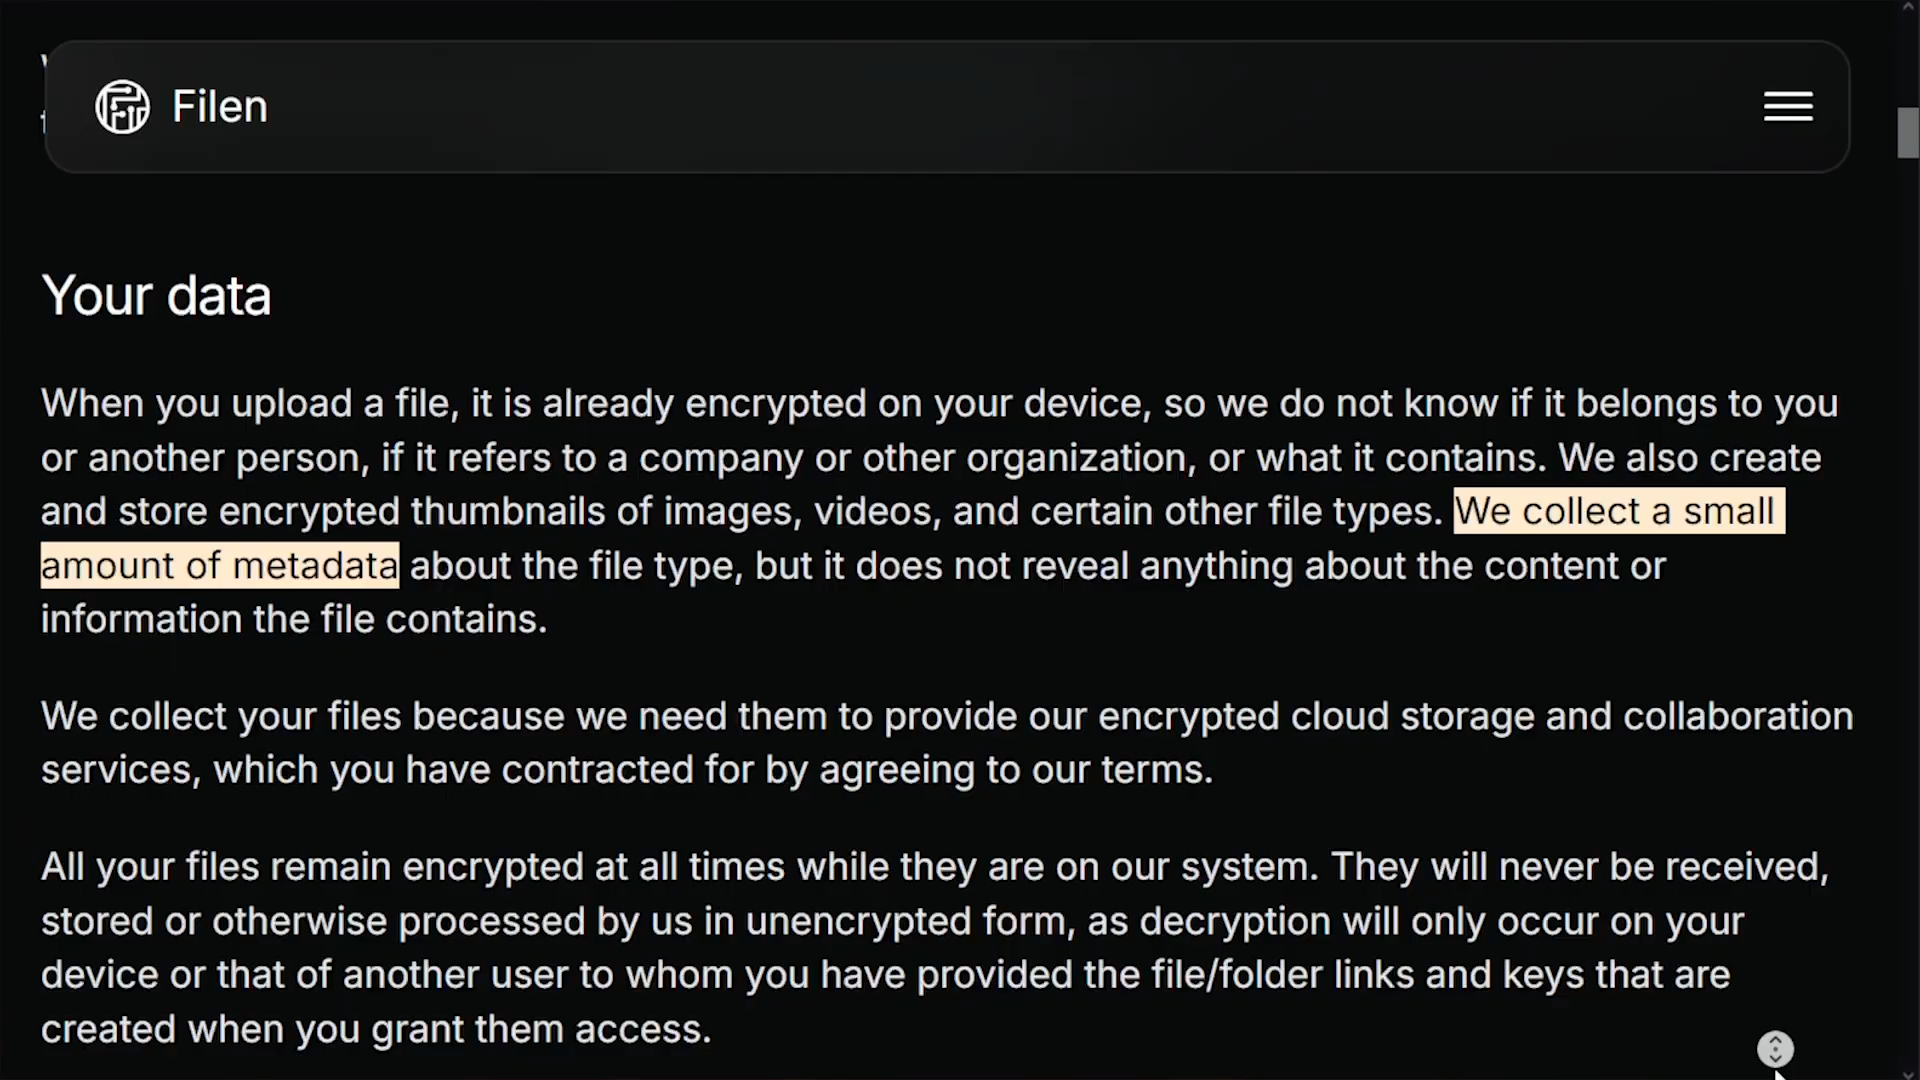 Filen
Your data
When you upload a file, it is already encrypted on your device, so we do not know if it belongs to you
or another person, if it refers to a company or other organization, or what it contains. We also create
and store encrypted thumbnails of images, videos, and certain other file types. We collect a small
amount of metadata about the file type, but it does not reveal anything about the content or
information the file contains.
We collect your files because we need them to provide our encrypted cloud storage and collaboration
services, which you have contracted for by agreeing to our terms.
All your files remain encrypted at all times while they are on our system. They will never be received,
stored or otherwise processed by us in unencrypted form, as decryption will only occur on your
device or that of another user to whom you have provided the file/folder links and keys that are
created when you grant them access.